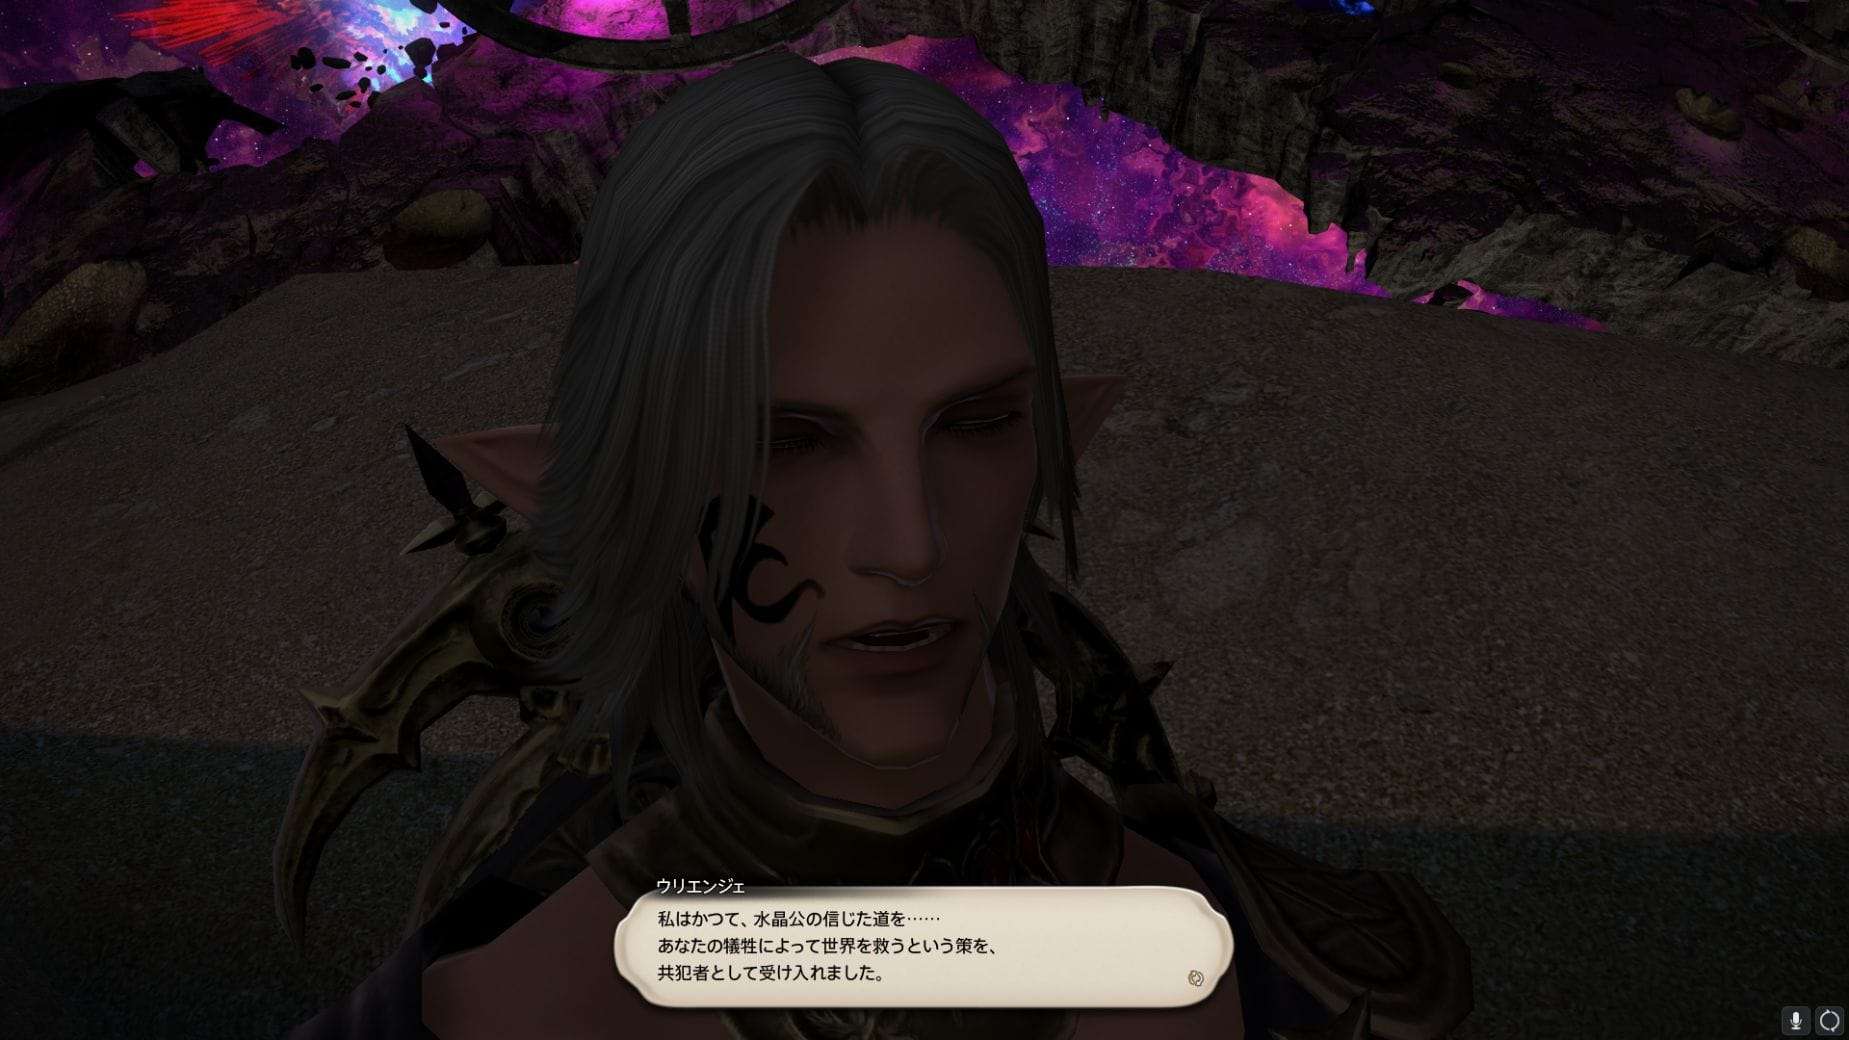 ウリエンジェ
私はかつて、水晶公の信じた道を……
あなたの犠牲によって世界を救うという策を、
共犯者として受け入れました。